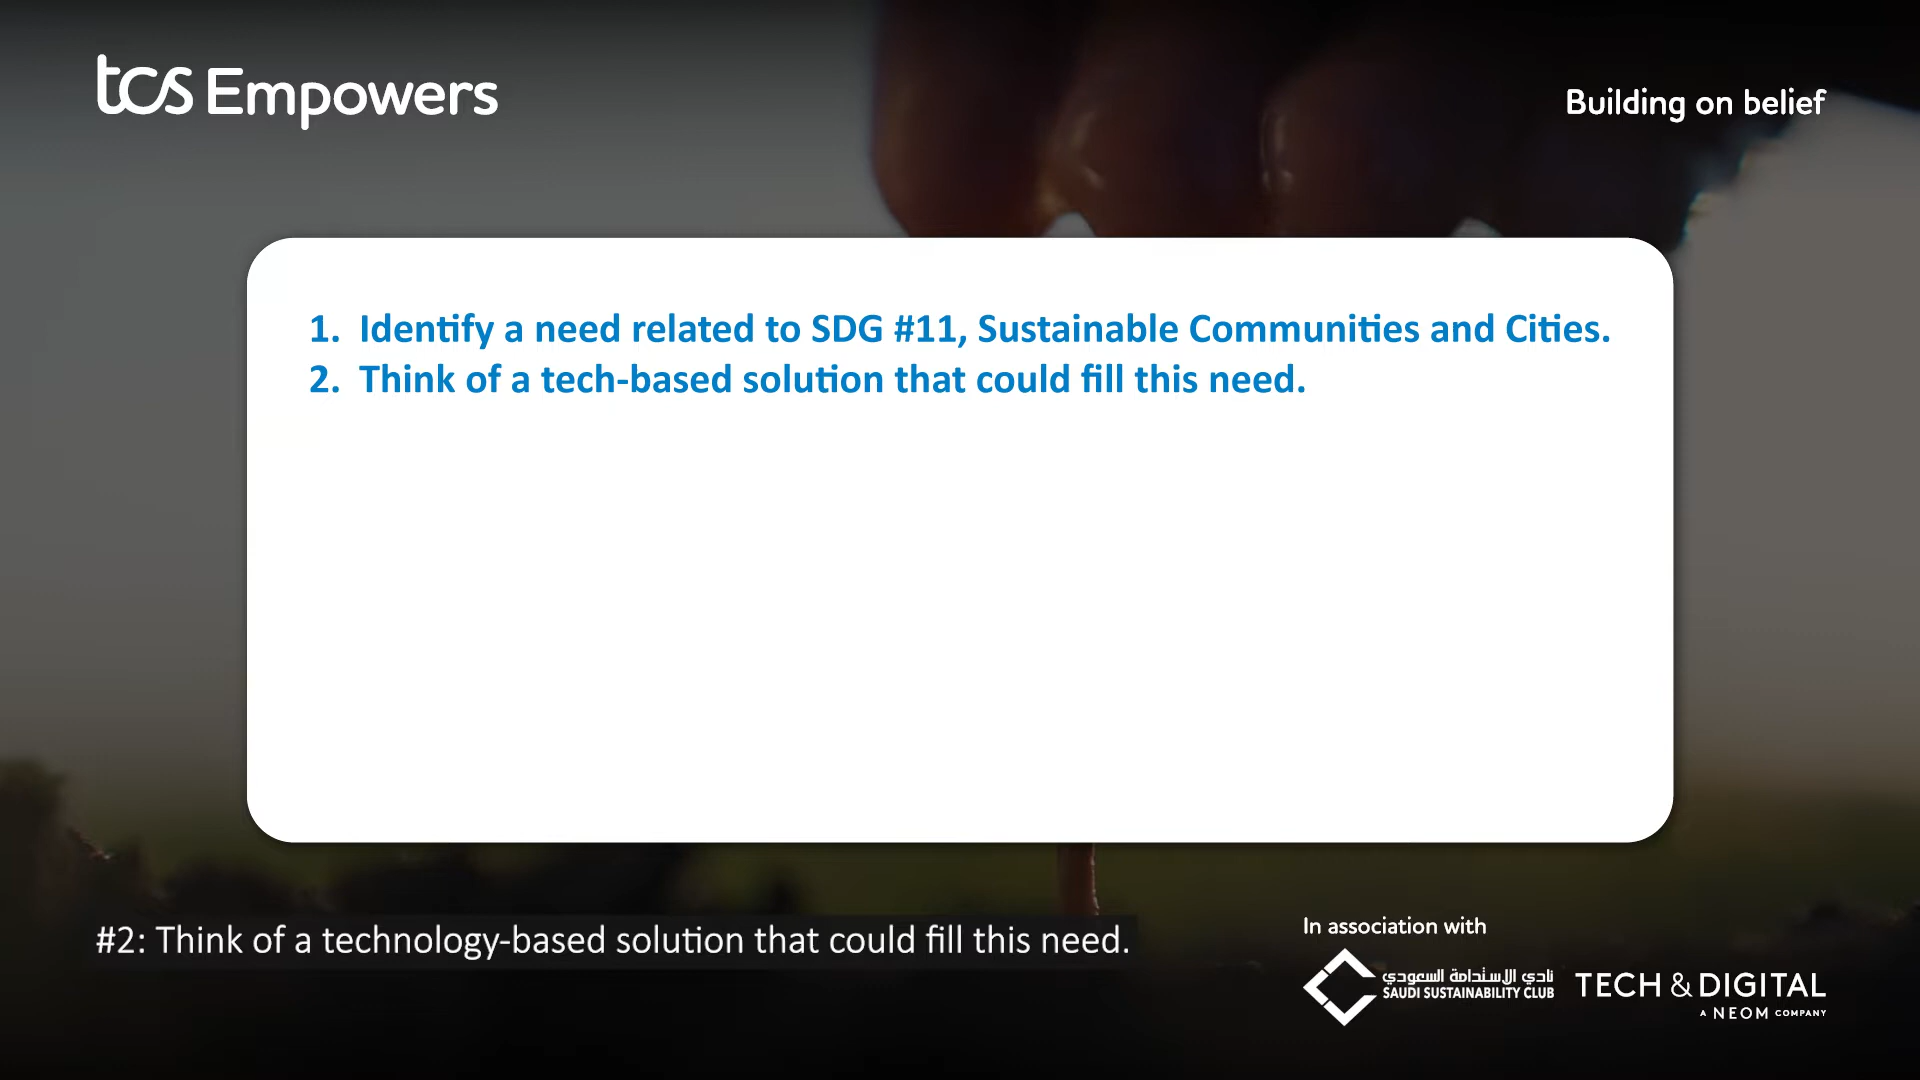 tcs Empowers
Building on belief
1. Identify a need related to SDG #11, Sustainable Communities and Cities.
2. Think of a tech-based solution that could fill this need.
#2: Think of a technology-based solution that could fill this need.
In association with
نادي الاستدامة السعودي
SAUDI SUSTAINABILITY CLUB
TECH & DIGITAL
A NEOM COMPANY